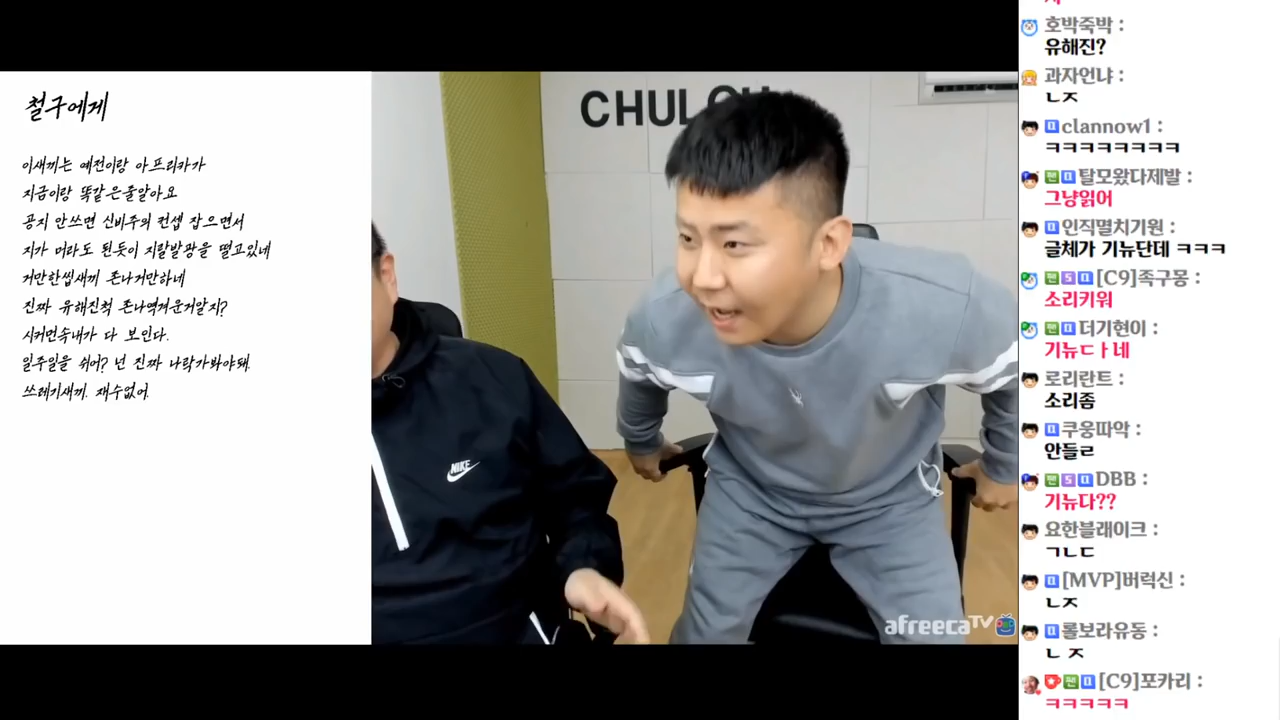 철구에게
이새끼는 예전이랑 아프리카가
지금이랑 똑같은줄알아요
공지 안쓰면 신비주의 컨셉 잡으면서
지가 머라도 된듯이 지랄발광을 떨고있네
거만한씹새끼 존나거만하네
진짜 유해진척 존나역겨운거알지?
시커먼속내가 다 보인다.
일주일을 쉬어? 넌 진짜 나락가봐야돼.
쓰레기새끼. 재수없어.
CHUL
NIKE
afreecaTV
호박죽박 :
유해진?
과자언냐 :
ㄴㅈ
clannow1 :
ㅋㅋㅋㅋㅋㅋㅋㅋ
팬 탈모왔다제발 :
그냥읽어
인직멸치기원 :
글체가 기뉴단데 ㅋㅋㅋ
팬 S [C9]족구몽 :
소리키워
팬 더기현이 :
기뉴ㄷㅏ네
로리란트 :
소리좀
쿠웅따악 :
안들ㄹ
팬 S DBB :
기뉴다??
요한블래이크 :
ㄱㄴㄷ
[MVP]버럭신 :
ㄴㅈ
롤보라유동 :
ㄴ ㅈ
팬 [C9]포카리 :
ㅋㅋㅋㅋㅋ